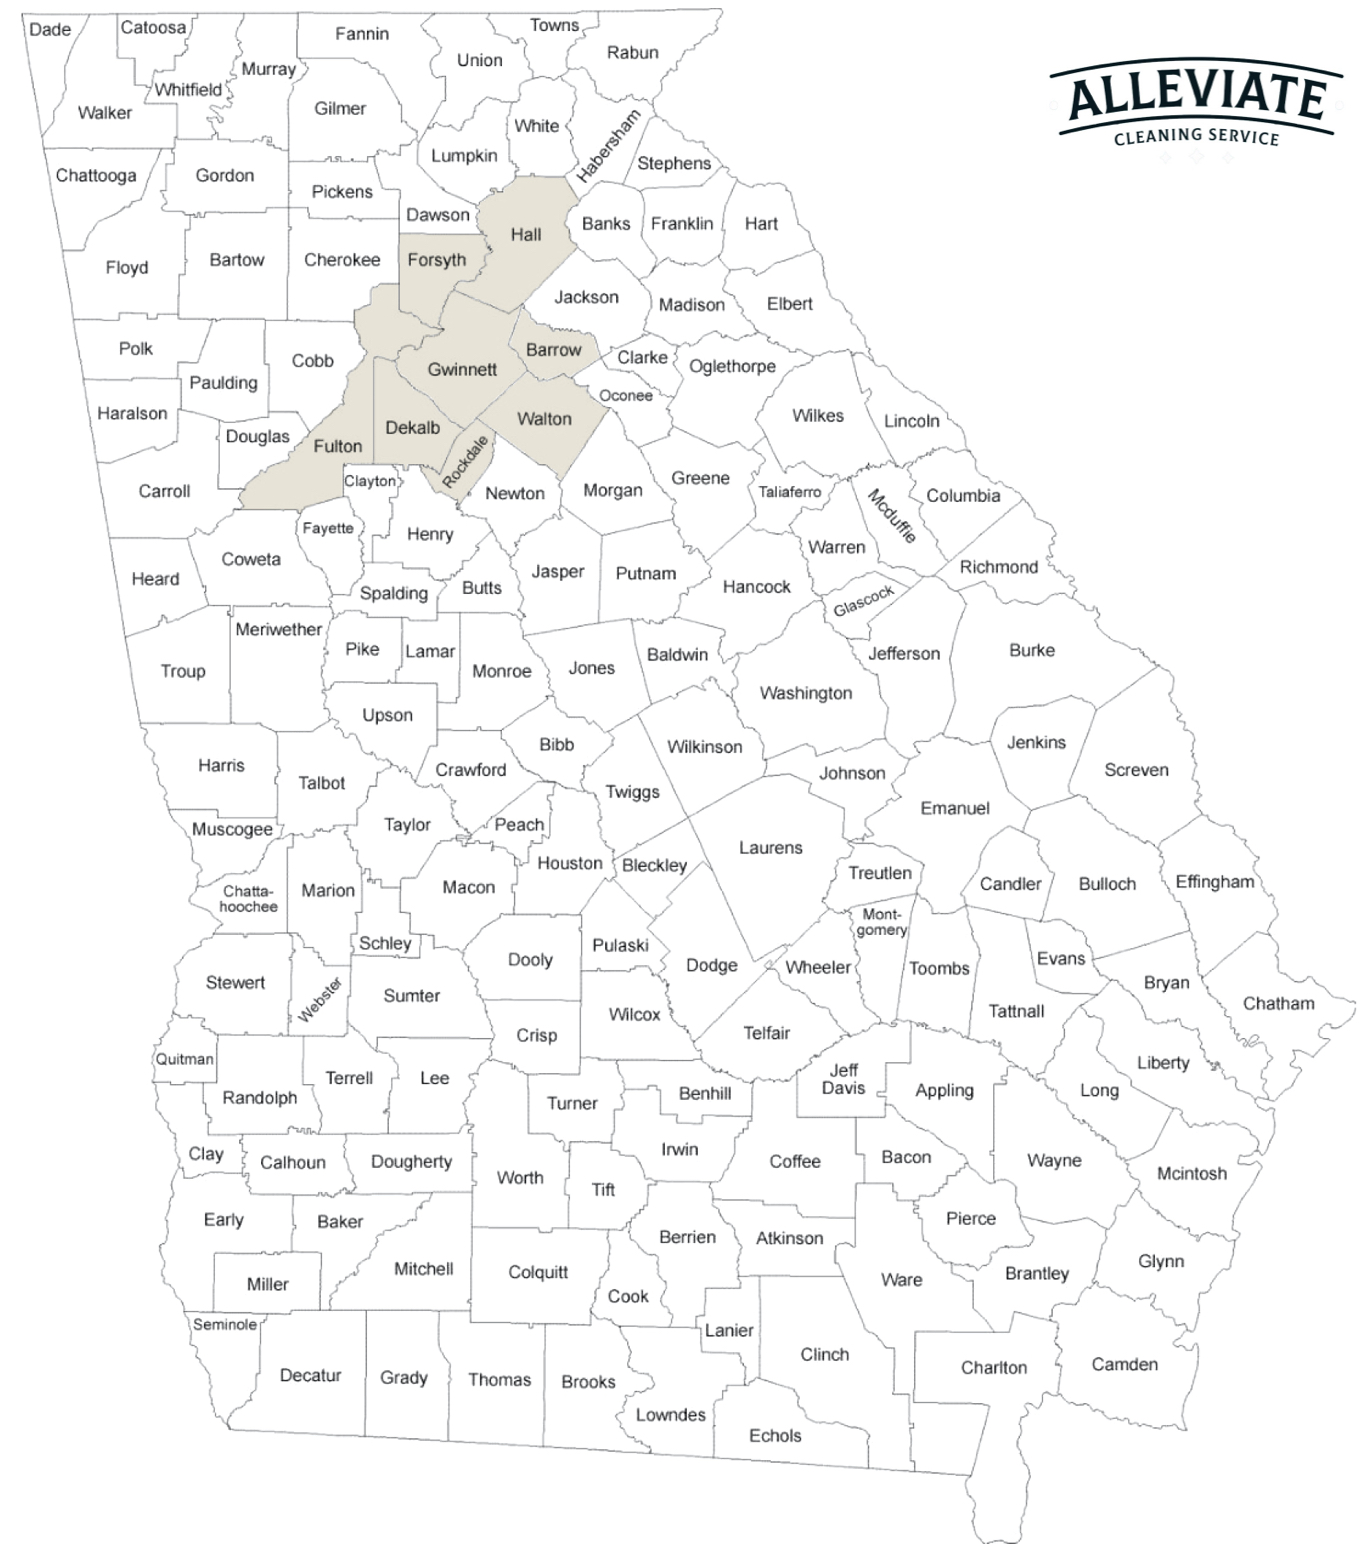 Dade
Catoosa
Fannin
Towns
Union
Rabun
Murray
Whitfield
Walker
Gilmer
White
Habersham
Lumpkin
Stephens
Chattooga
Gordon
Pickens
Dawson
Hall
Banks
Franklin
Hart
Floyd
Bartow
Cherokee
Forsyth
Jackson
Madison
Elbert
Polk
Cobb
Paulding
Gwinnett
Barrow
Clarke
Oglethorpe
Oconee
Haralson
Douglas
Fulton
Dekalb
Rockdale
Walton
Wilkes
Lincoln
Carroll
Clayton
Newton
Morgan
Greene
Taliaferro
Mcduffie
Columbia
Fayette
Henry
Coweta
Warren
Richmond
Heard
Spalding
Butts
Jasper
Putnam
Hancock
Glascock
Meriwether
Pike
Lamar
Monroe
Jones
Baldwin
Jefferson
Burke
Troup
Washington
Upson
Bibb
Wilkinson
Jenkins
Harris
Talbot
Crawford
Twiggs
Johnson
Screven
Emanuel
Muscogee
Taylor
Peach
Houston
Bleckley
Laurens
Treutlen
Candler
Bulloch
Effingham
Chatta-
hoochee
Marion
Macon
Schley
Mont-
gomery
Dooly
Pulaski
Dodge
Wheeler
Toombs
Evans
Stewert
Webster
Sumter
Tattnall
Bryan
Chatham
Crisp
Wilcox
Telfair
Quitman
Terrell
Lee
Randolph
Turner
Benhill
Jeff
Davis
Appling
Long
Liberty
Clay
Calhoun
Dougherty
Worth
Tift
Irwin
Coffee
Bacon
Wayne
Mcintosh
Early
Baker
Berrien
Atkinson
Pierce
Miller
Mitchell
Colquitt
Cook
Ware
Brantley
Glynn
Seminole
Lanier
Clinch
Charlton
Camden
Decatur
Grady
Thomas
Brooks
Lowndes
Echols
ALLEVIATE
CLEANING SERVICE